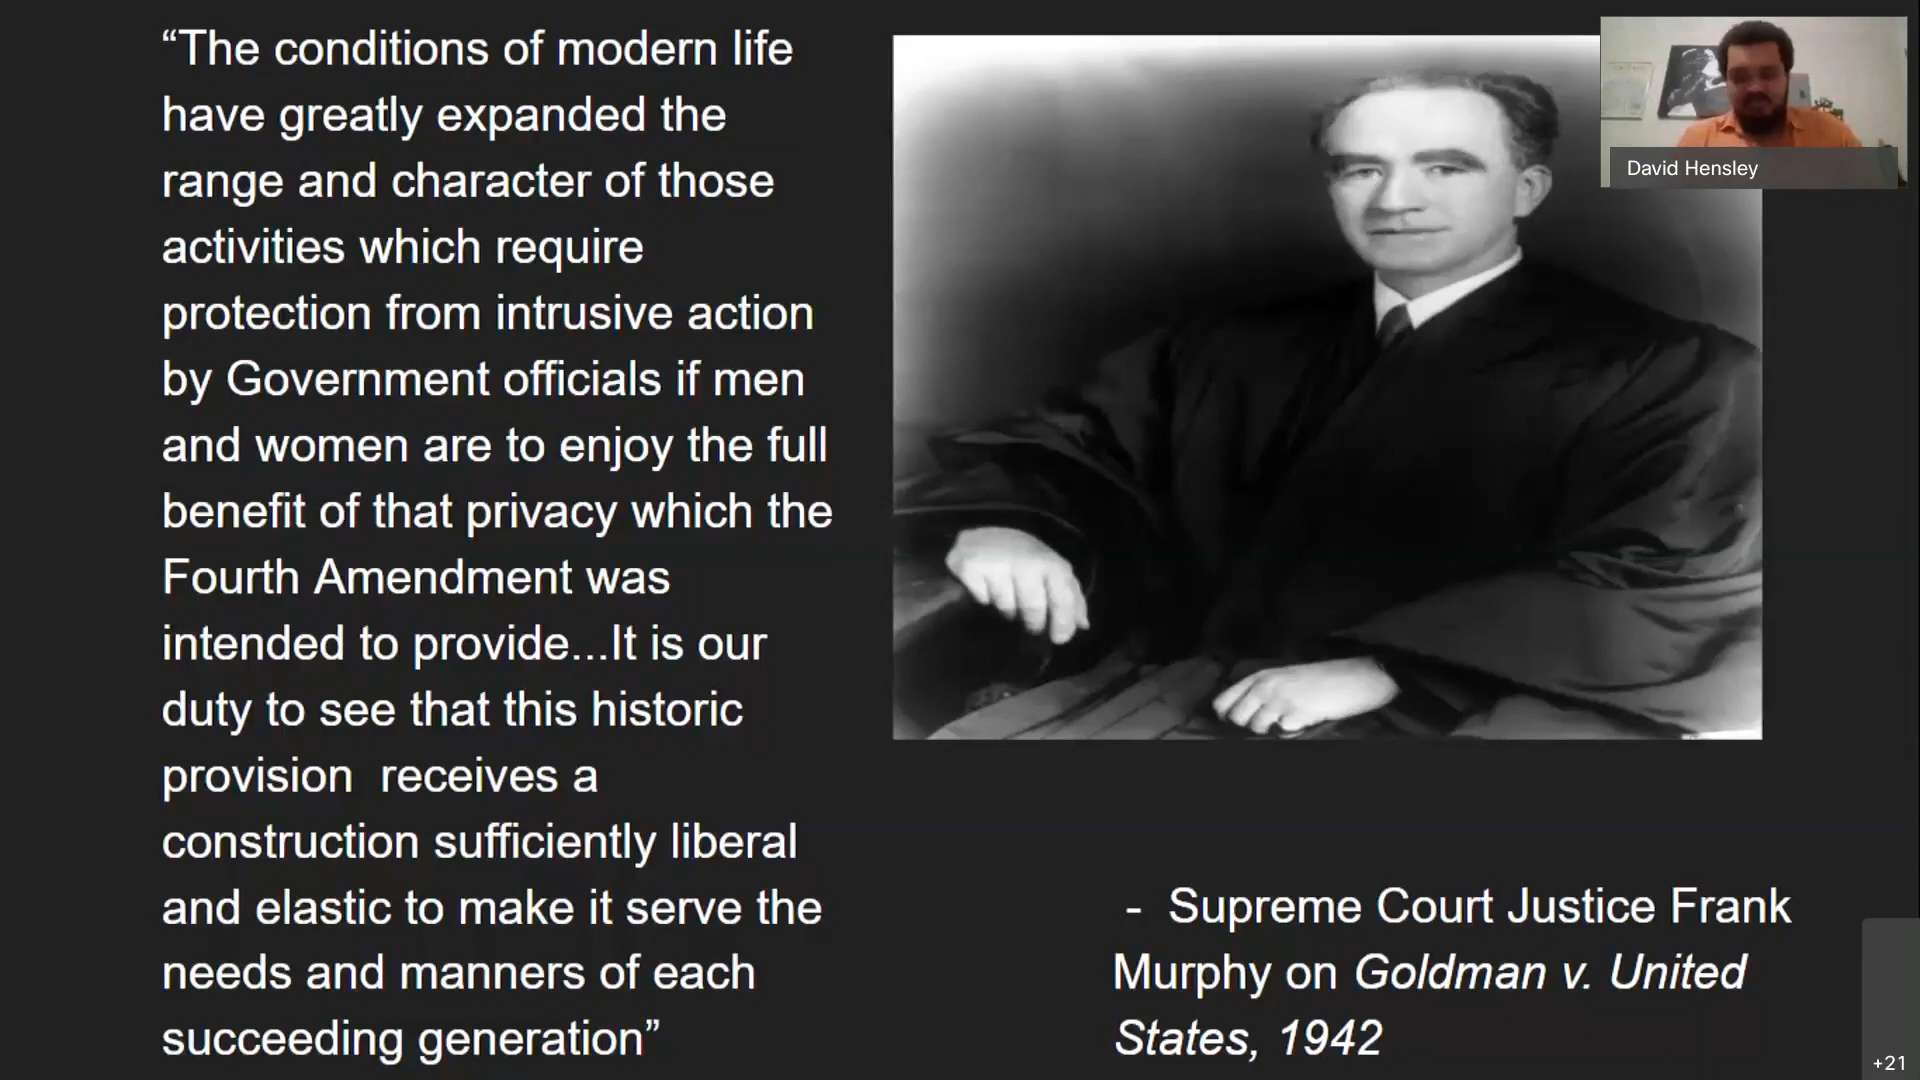 “The conditions of modern life
have greatly expanded the
range and character of those
activities which require
protection from intrusive action
by Government officials if men
and women are to enjoy the full
benefit of that privacy which the
Fourth Amendment was
intended to provide...It is our
duty to see that this historic
provision  receives a
construction sufficiently liberal
and elastic to make it serve the
needs and manners of each
succeeding generation”
David Hensley
- Supreme Court Justice Frank
Murphy on Goldman v. United
States, 1942
+21